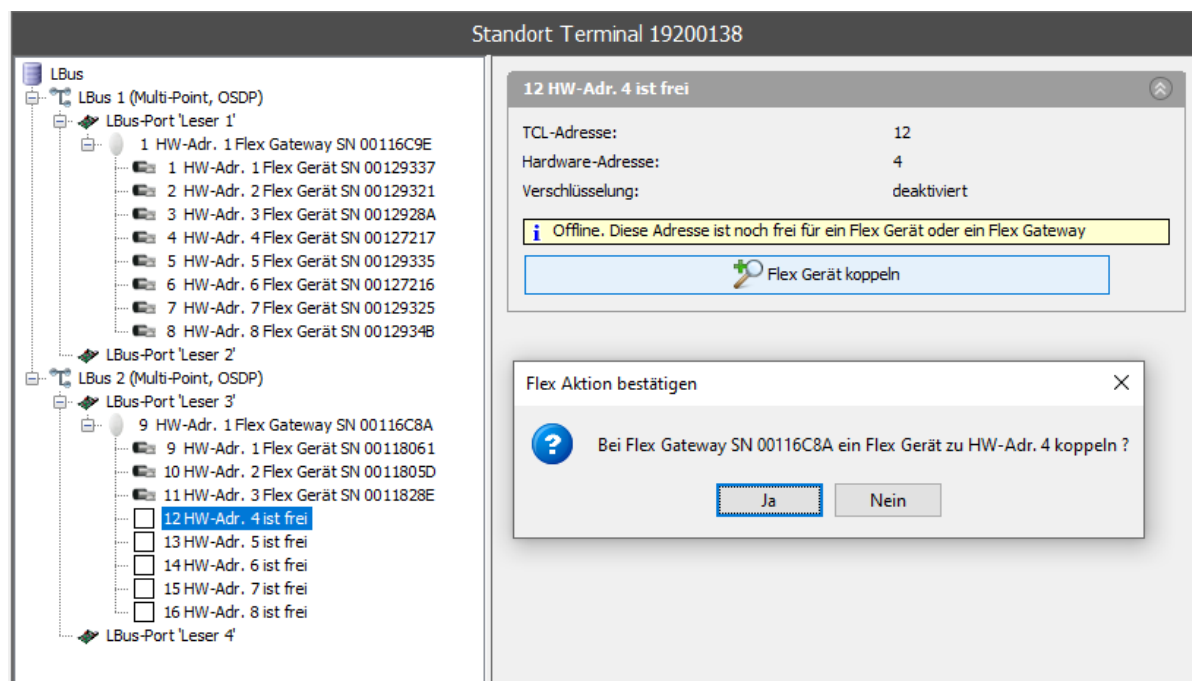 Standort Terminal 19200138
LBus
LBus 1 (Multi-Point, OSDP)
LBus-Port 'Leser 1'
1 HW-Adr. 1 Flex Gateway SN 00116C9E
1 HW-Adr. 1 Flex Gerät SN 00129337
2 HW-Adr. 2 Flex Gerät SN 00129321
3 HW-Adr. 3 Flex Gerät SN 0012928A
4 HW-Adr. 4 Flex Gerät SN 00127217
5 HW-Adr. 5 Flex Gerät SN 00129335
6 HW-Adr. 6 Flex Gerät SN 00127216
7 HW-Adr. 7 Flex Gerät SN 00129325
8 HW-Adr. 8 Flex Gerät SN 0012934B
LBus-Port 'Leser 2'
LBus 2 (Multi-Point, OSDP)
LBus-Port 'Leser 3'
9 HW-Adr. 1 Flex Gateway SN 00116C8A
9 HW-Adr. 1 Flex Gerät SN 00118061
10 HW-Adr. 2 Flex Gerät SN 0011805D
11 HW-Adr. 3 Flex Gerät SN 0011828E
12 HW-Adr. 4 ist frei
13 HW-Adr. 5 ist frei
14 HW-Adr. 6 ist frei
15 HW-Adr. 7 ist frei
16 HW-Adr. 8 ist frei
LBus-Port 'Leser 4'
12 HW-Adr. 4 ist frei
TCL-Adresse: 12
Hardware-Adresse: 4
Verschlüsselung: deaktiviert
Offline. Diese Adresse ist noch frei für ein Flex Gerät oder ein Flex Gateway
Flex Gerät koppeln
Flex Aktion bestätigen
Bei Flex Gateway SN 00116C8A ein Flex Gerät zu HW-Adr. 4 koppeln ?
Ja Nein